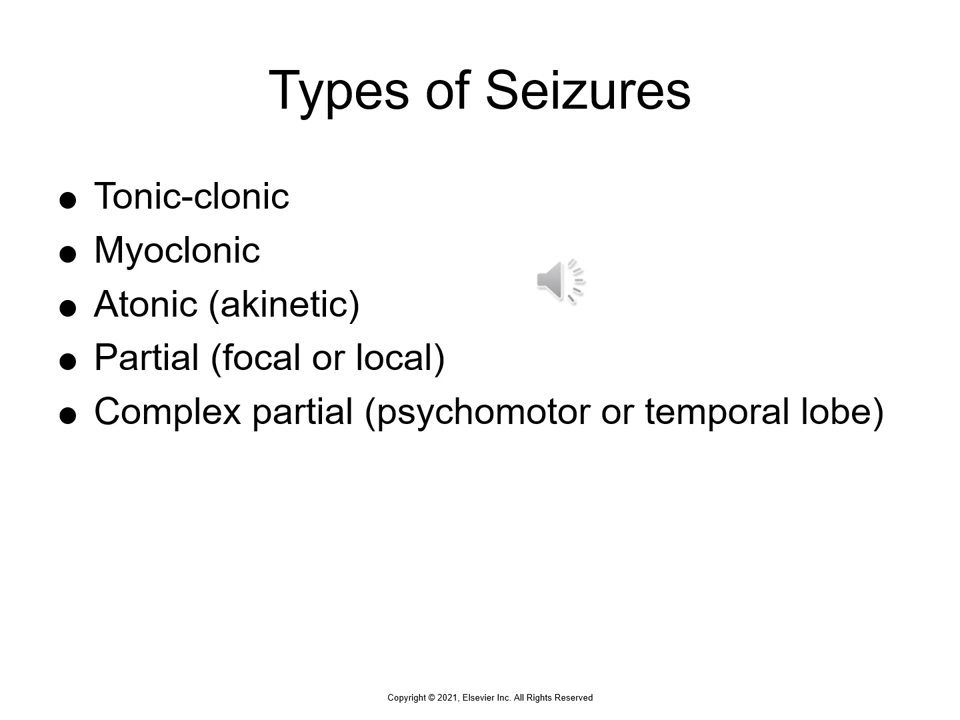 Types of Seizures
● Tonic-clonic
● Myoclonic
● Atonic (akinetic)
● Partial (focal or local)
● Complex partial (psychomotor or temporal lobe)
Copyright © 2021, Elsevier Inc. All Rights Reserved